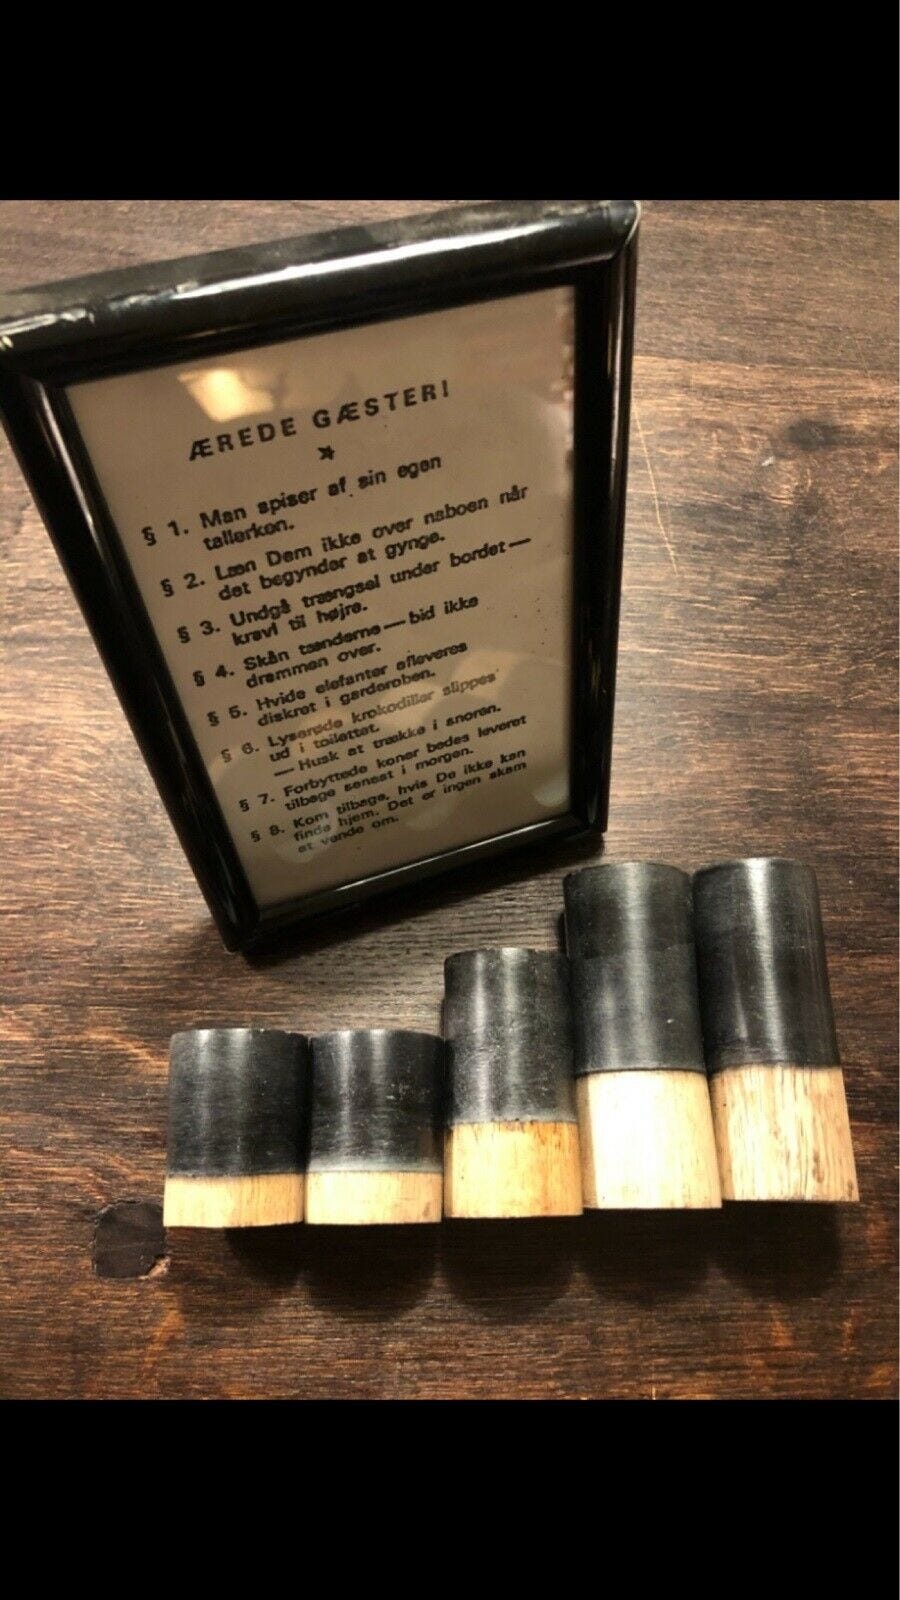 ÆREDE GÆSTER!
§ 1. Man spiser af sin egen
tallerken.
§ 2. Læn Dem ikke over naboen når
det begynder at gynge.
§ 3. Undgå trængsel under bordet—
kravl til højre.
§ 4. Skån tænderne — bid ikke
drammen over.
§ 5. Hvide elefanter afleveres
diskret i garderoben.
§ 6. Lyserøde krokodiller slippes
ud i toilettet.
— Husk at trække i snoren.
§ 7. Forbyttede koner bedes leveret
tilbage senest i morgen.
§ 8. Kom tilbage, hvis De ikke kan
finde hjem. Det er ingen skam
at vende om.